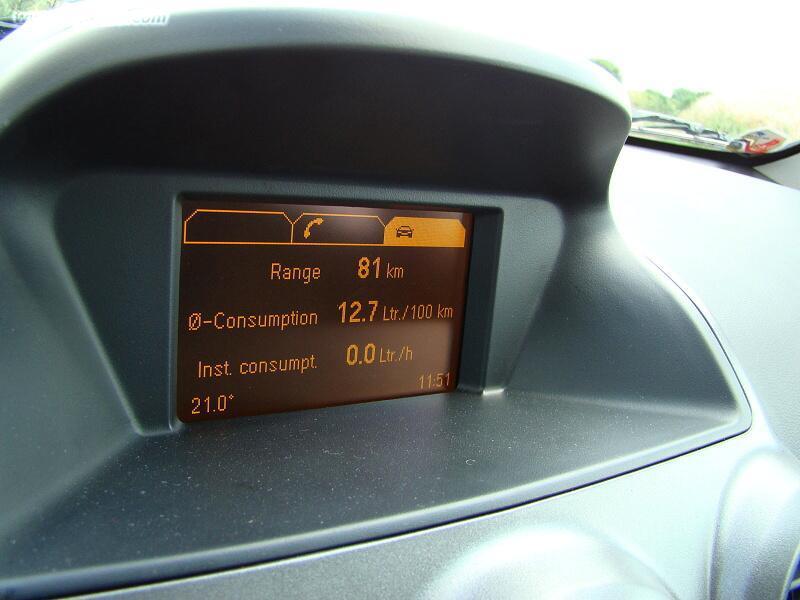 Range 81 km
Ø-Consumption 12.7 Ltr./100 km
Inst. consumpt. 0.0 Ltr./h
21.0° 11:51